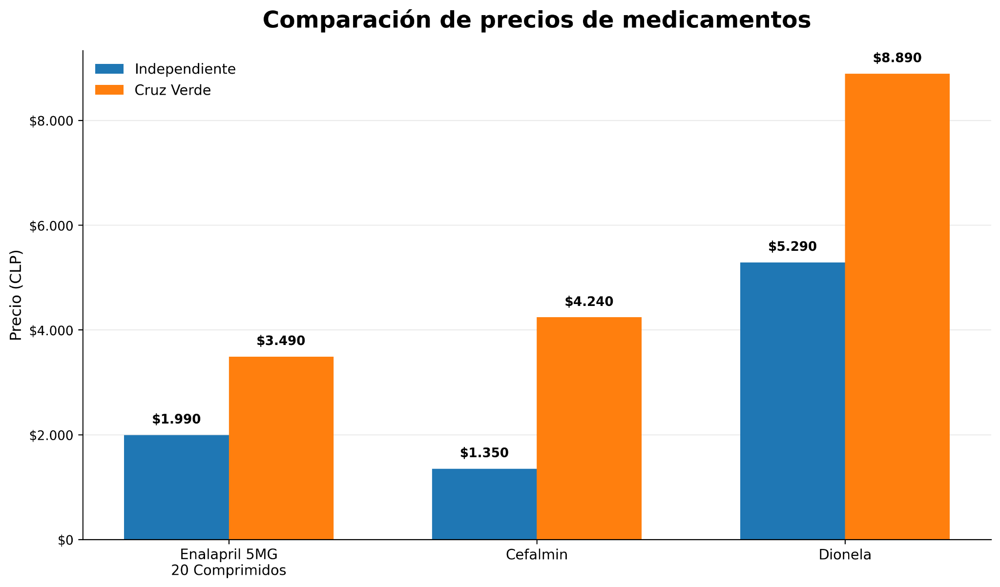 Comparación de precios de medicamentos
Independiente
Cruz Verde
Precio (CLP)
$8.000
$6.000
$4.000
$2.000
$0
$1.990
$3.490
$1.350
$4.240
$5.290
$8.890
Enalapril 5MG
20 Comprimidos
Cefalmin
Dionela